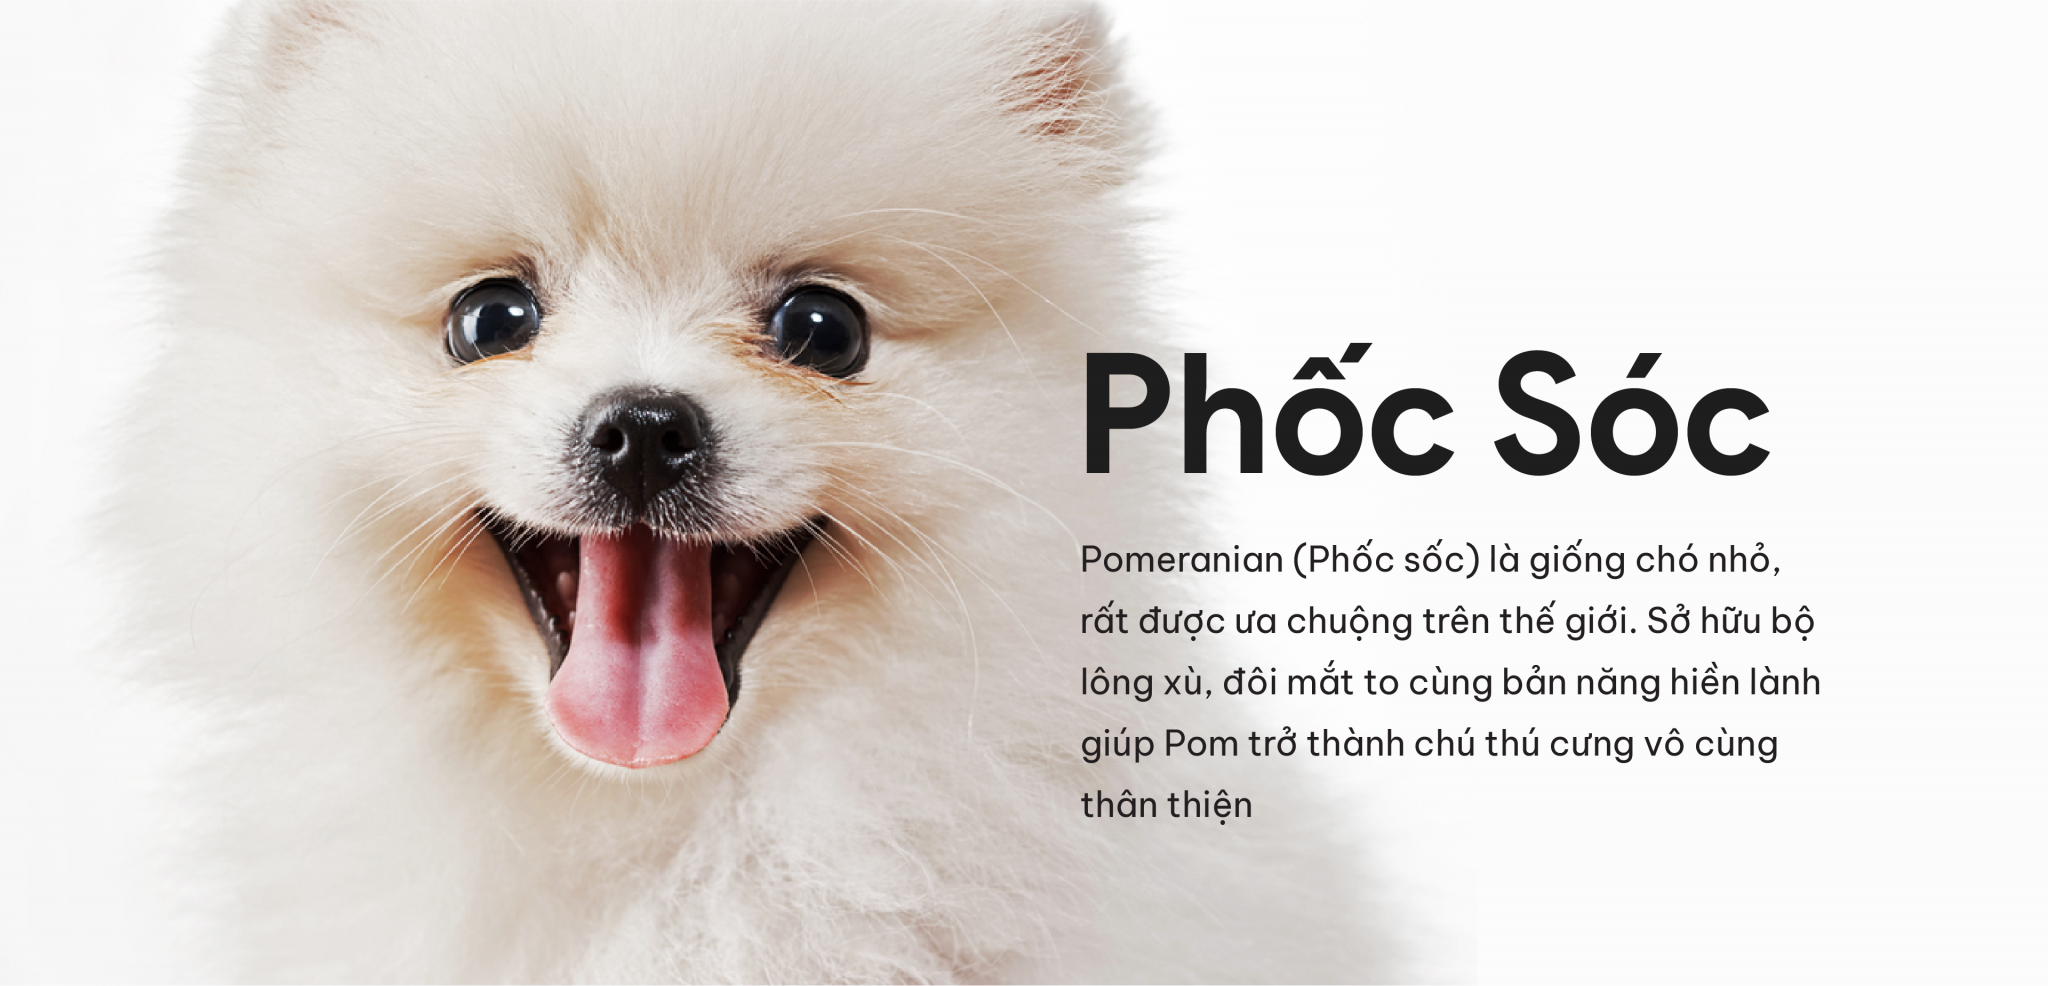 Phốc Sóc
Pomeranian (Phốc sốc) là giống chó nhỏ,
rất được ưa chuộng trên thế giới. Sở hữu bộ
lông xù, đôi mắt to cùng bản năng hiền lành
giúp Pom trở thành chú thú cưng vô cùng
thân thiện